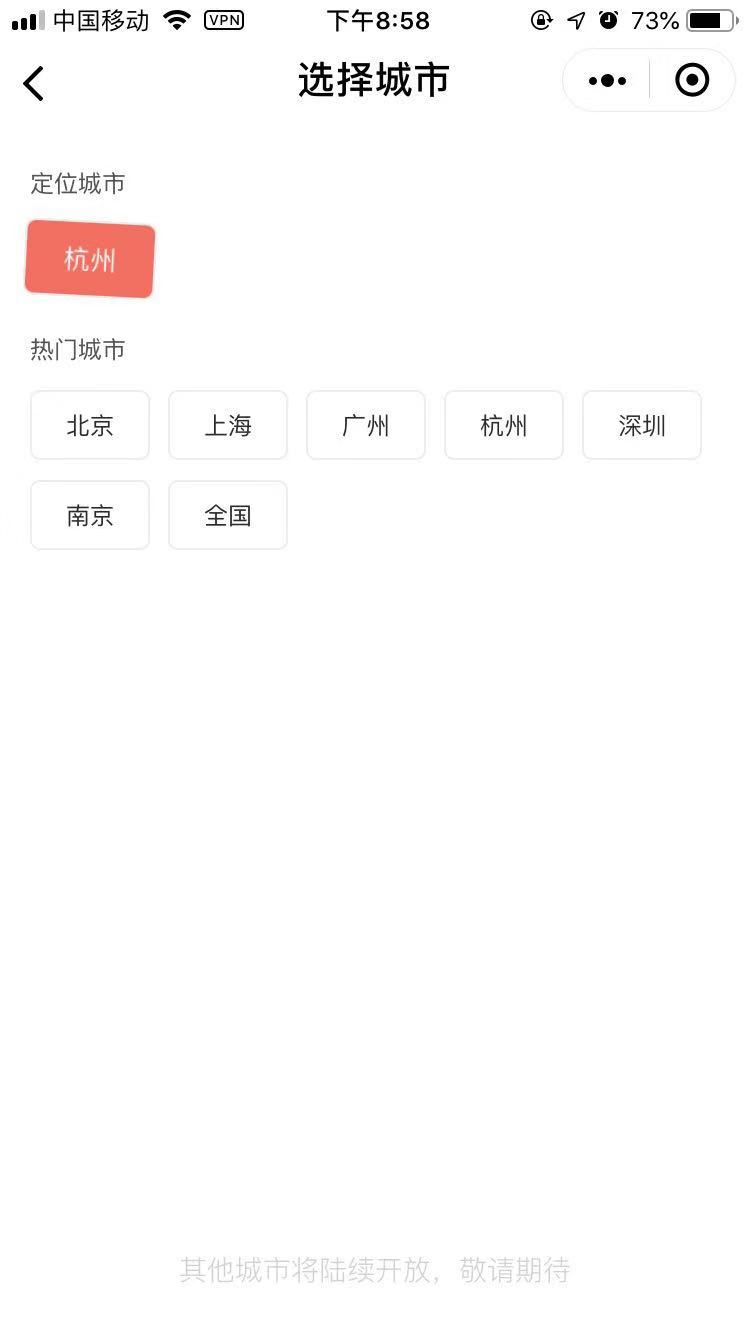 中国移动 VPN 下午8:58 73%
选择城市
定位城市
杭州
热门城市
北京 上海 广州 杭州 深圳
南京 全国
其他城市将陆续开放，敬请期待